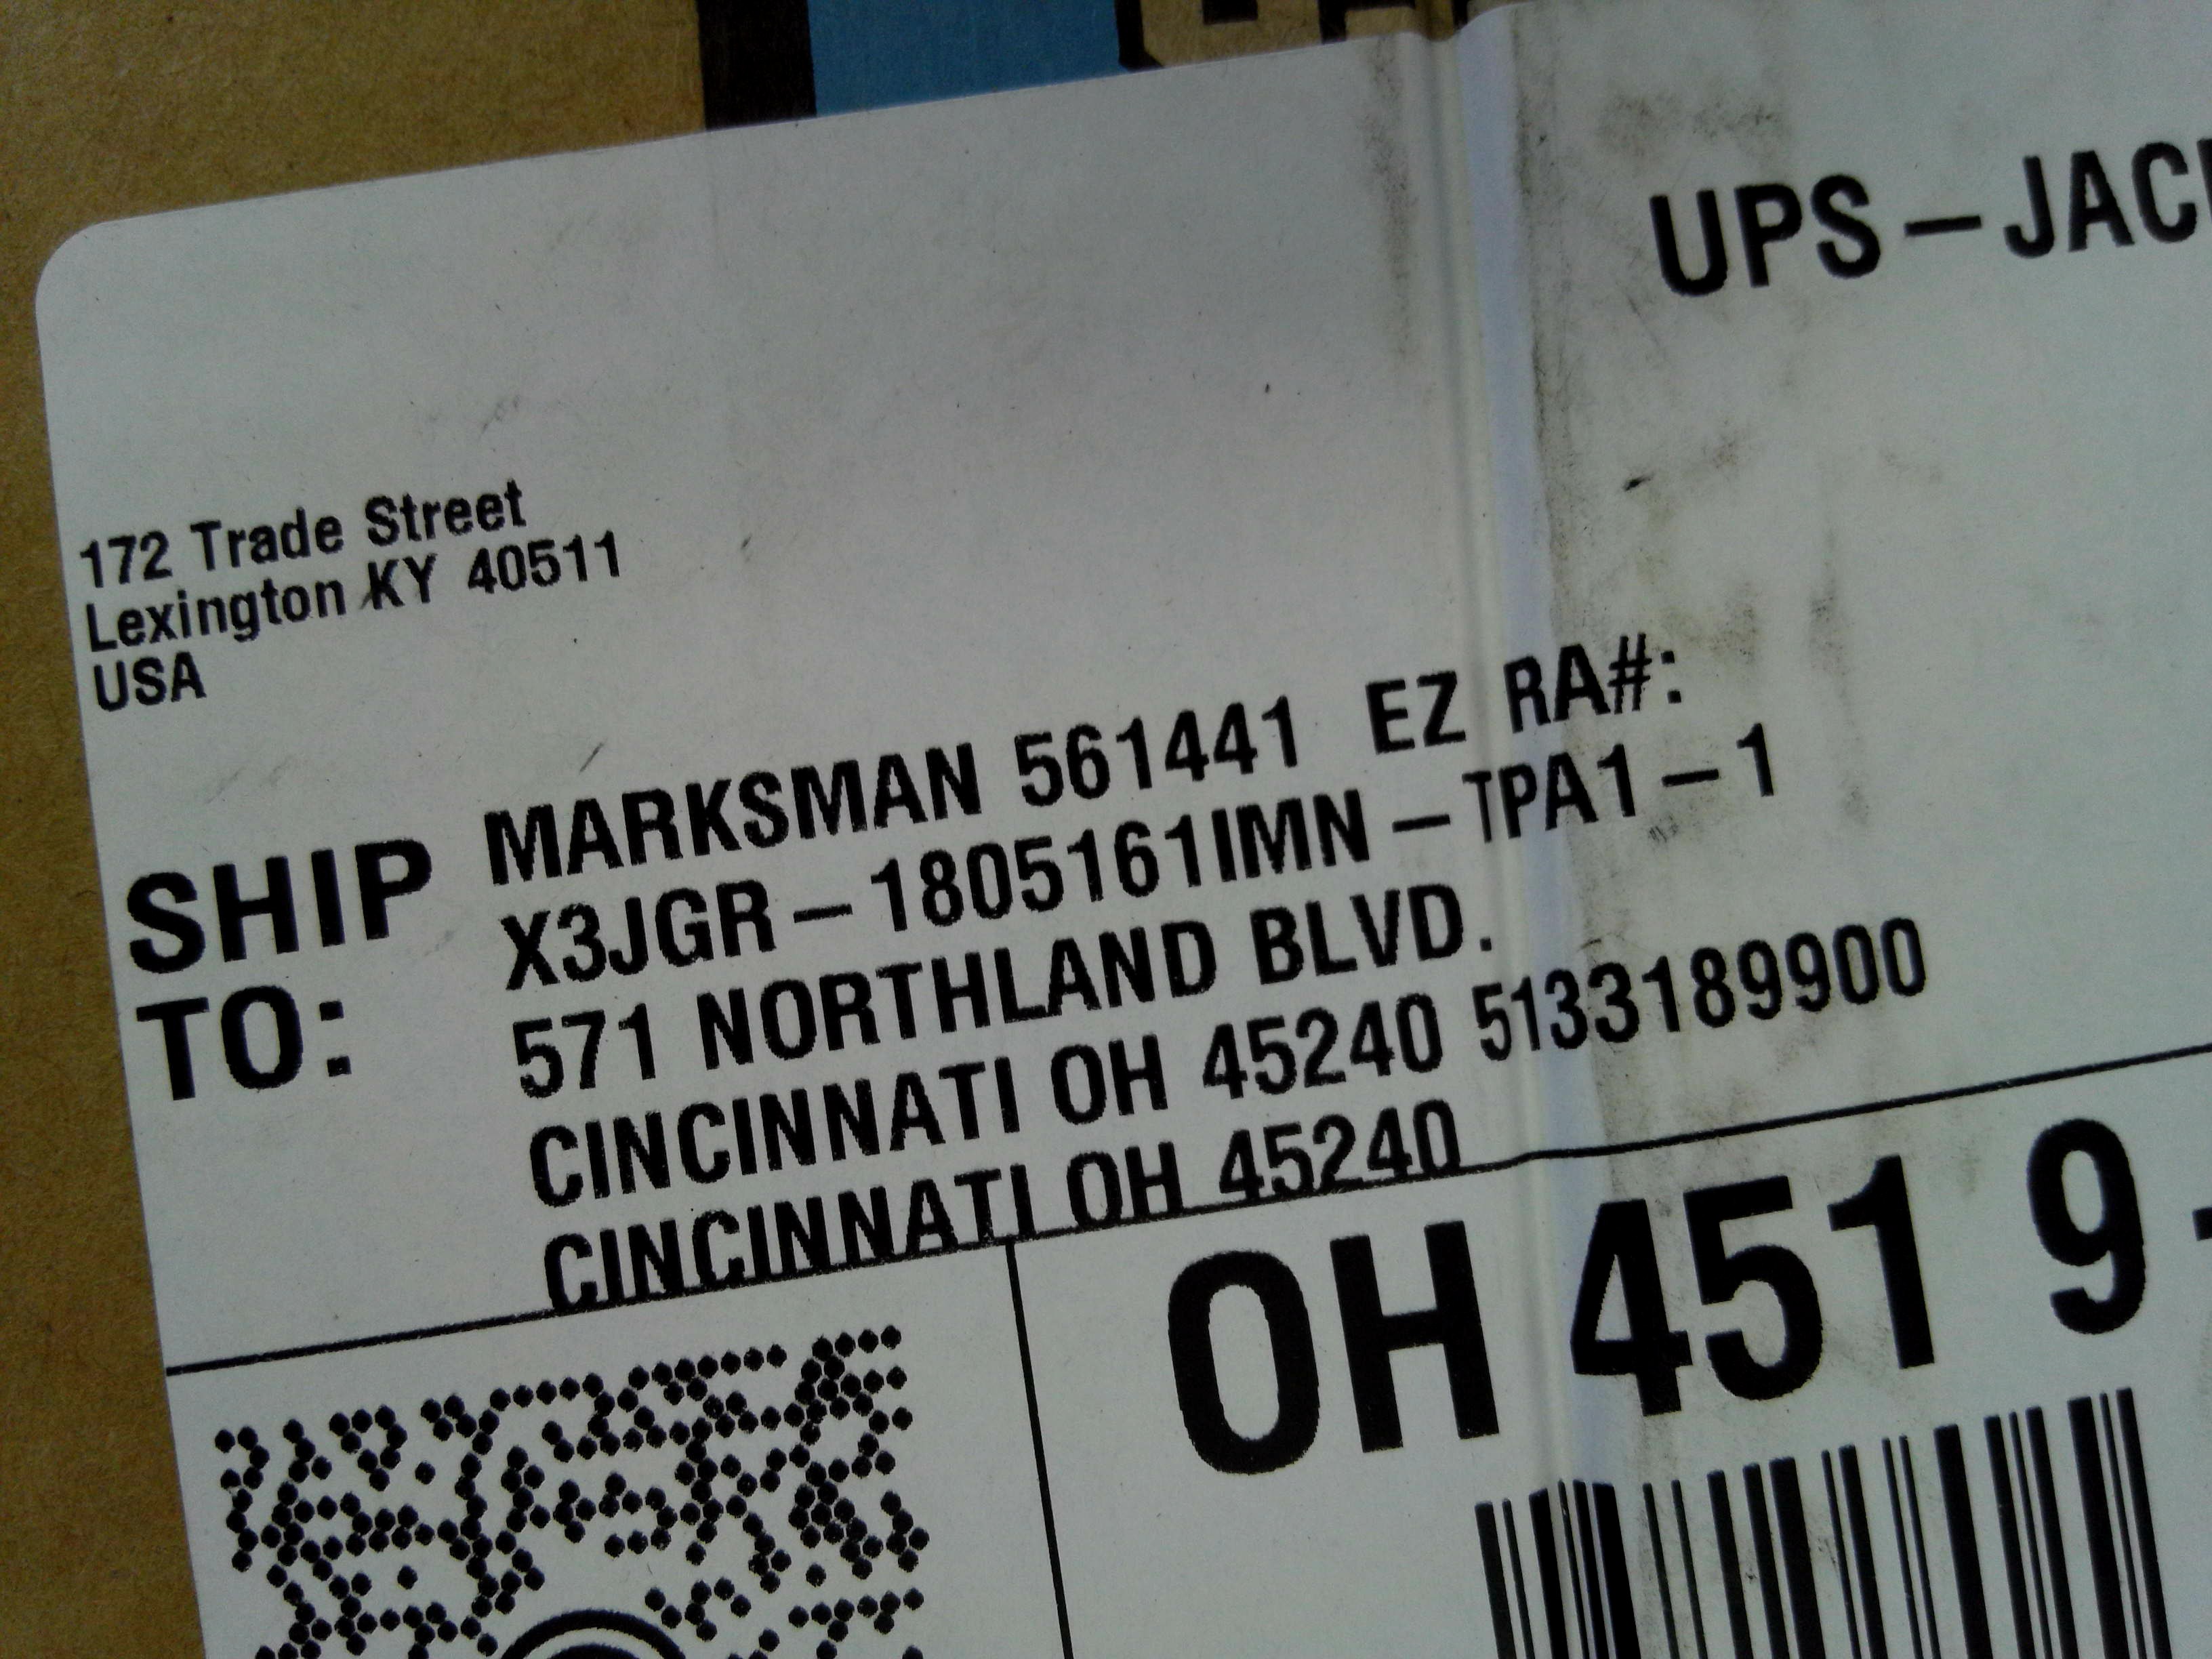 UPS-JAC
172 Trade Street
Lexington KY 40511
USA
SHIP TO:
MARKSMAN 561441 EZ RA#:
X3JGR-1805161IMN-TPA1-1
571 NORTHLAND BLVD.
CINCINNATI OH 45240 5133189900
CINCINNATI OH 45240
OH 451 9-